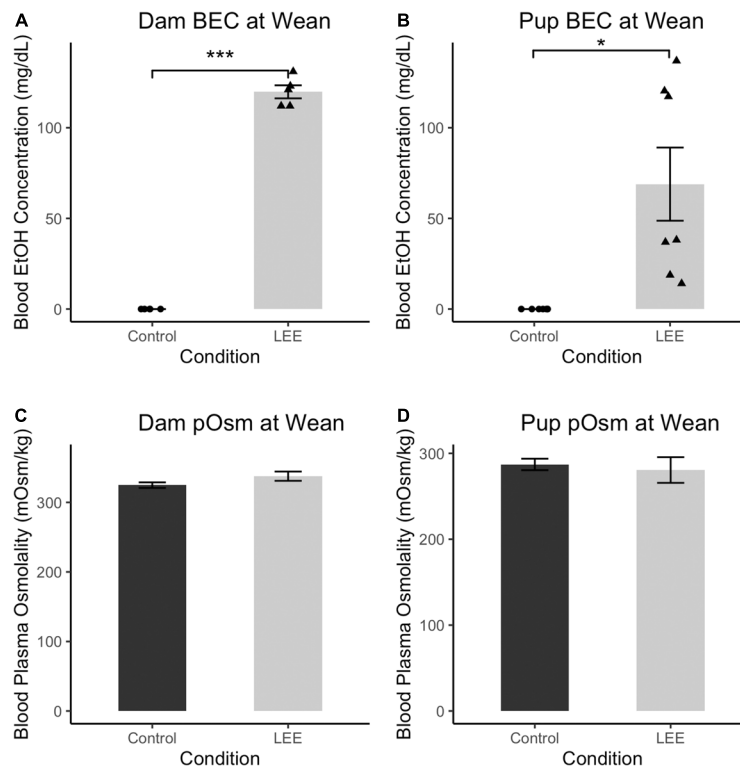 A
Dam BEC at Wean
Blood EtOH Concentration (mg/dL)
***
100
50
0
Control
LEE
Condition
B
Pup BEC at Wean
Blood EtOH Concentration (mg/dL)
*
100
50
0
Control
LEE
Condition
C
Dam pOsm at Wean
Blood Plasma Osmolality (mOsm/kg)
300
200
100
0
Control
LEE
Condition
D
Pup pOsm at Wean
Blood Plasma Osmolality (mOsm/kg)
300
200
100
0
Control
LEE
Condition